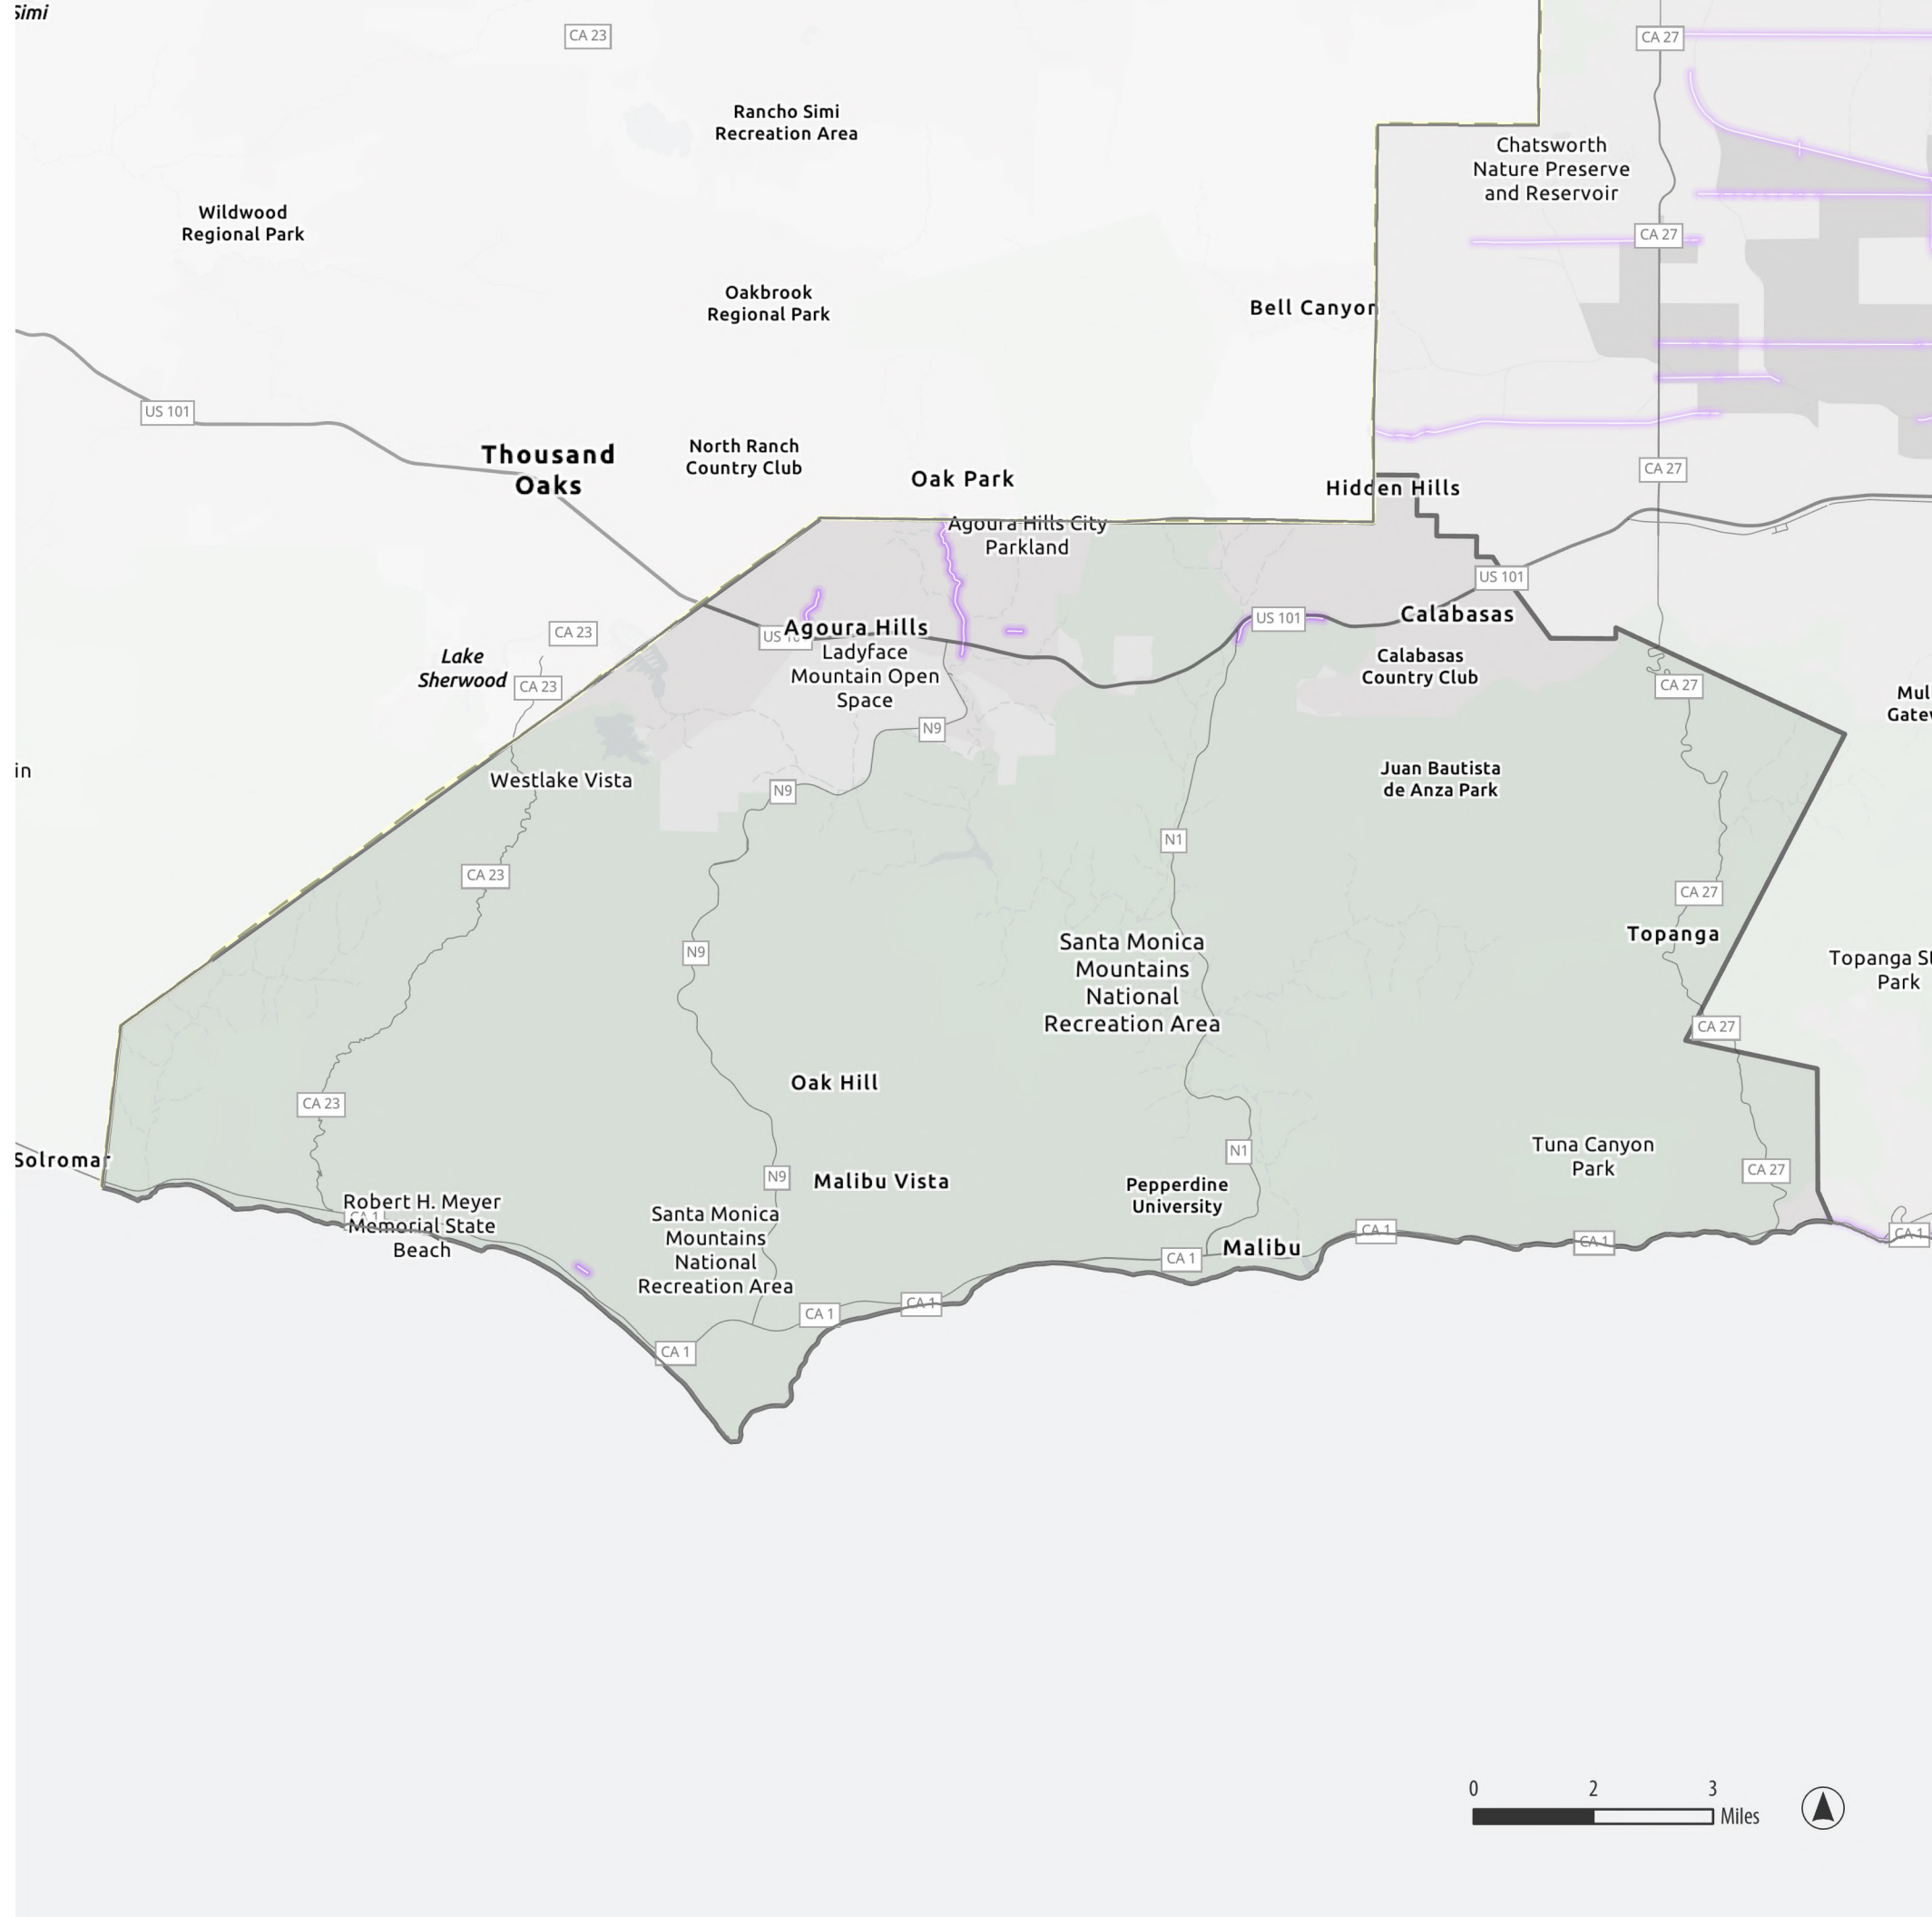 Simi
CA 23
CA 27
Rancho Simi
Recreation Area
Chatsworth
Nature Preserve
and Reservoir
Wildwood
Regional Park
CA 27
Oakbrook
Regional Park
Bell Canyon
US 101
Thousand
Oaks
North Ranch
Country Club
Oak Park
CA 27
Hidden Hills
Agoura Hills City
Parkland
US 101
Calabasas
US 101
Agoura Hills
CA 23
Lake
Sherwood
CA 23
Ladyface
Mountain Open
Space
Calabasas
Country Club
CA 27
N9
in
Westlake Vista
N9
Juan Bautista
de Anza Park
N1
CA 23
CA 27
Topanga
Santa Monica
Mountains
National
Recreation Area
N9
Park
CA 27
Oak Hill
CA 23
Solromar
N1
Tuna Canyon
Park
CA 27
N9
Malibu Vista
Pepperdine
University
Robert H. Meyer
Memorial State
Beach
CA 1
Santa Monica
Mountains
National
Recreation Area
CA 1
Malibu
CA 1
CA 1
CA 1
CA 1
CA 1
CA 1
0 2 3
Miles